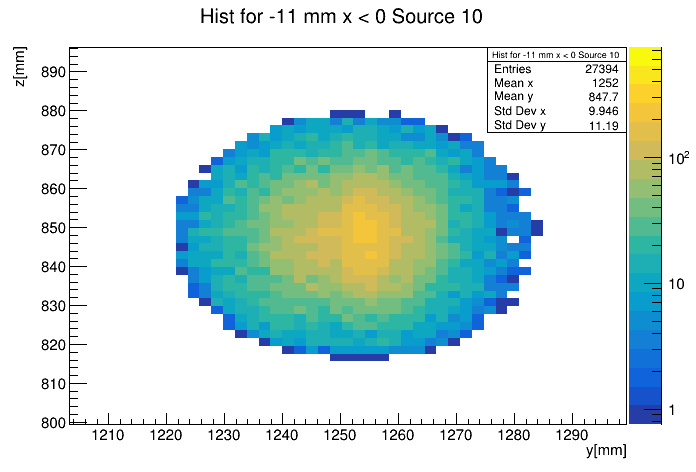 Hist for -11 mm x < 0 Source 10
z[mm]
Hist for -11 mm x < 0 Source 10
Entries 27394
Mean x 1252
Mean y 847.7
Std Dev x 9.946
Std Dev y 11.19
890
880
870
860
850
840
830
820
810
800
10²
10
1
1210 1220 1230 1240 1250 1260 1270 1280 1290
y[mm]